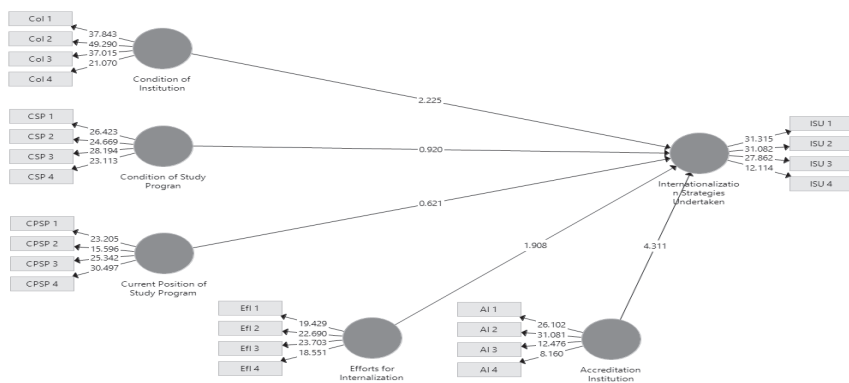 Col 1
Col 2
Col 3
Col 4
37.843
49.290
37.015
21.070
Condition of
Institution
2.225
CSP 1
CSP 2
CSP 3
CSP 4
26.423
24.669
28.194
23.113
Condition of Study
Progran
0.920
CPSP 1
CPSP 2
CPSP 3
CPSP 4
23.205
15.596
25.342
30.497
Current Position of
Study Program
0.621
EfI 1
EfI 2
EfI 3
EfI 4
19.429
22.690
23.703
18.551
Efforts for
Internalization
1.908
AI 1
AI 2
AI 3
AI 4
26.102
31.081
12.476
8.160
Accreditation
Institution
4.311
Internationalizatio
n Strategies
Undertaken
31.315
31.082
27.862
12.114
ISU 1
ISU 2
ISU 3
ISU 4